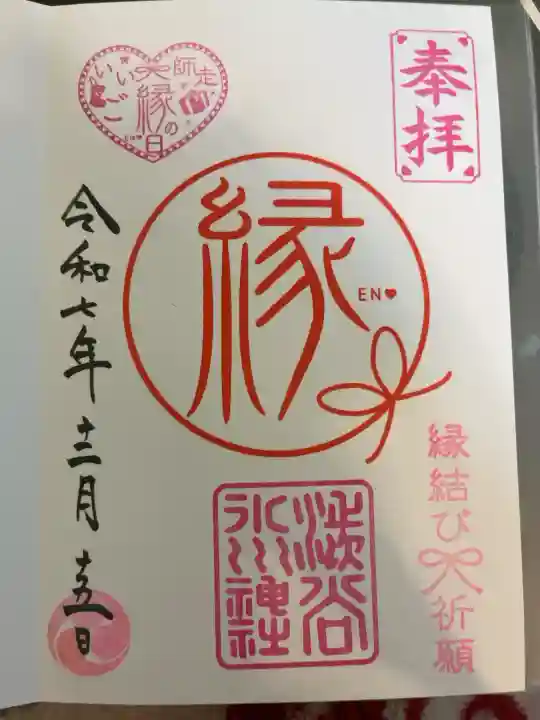 奉拝
師走
いいご縁の日
縁
EN
縁結び祈願
渋谷
氷川神社
令和七年十二月十五日